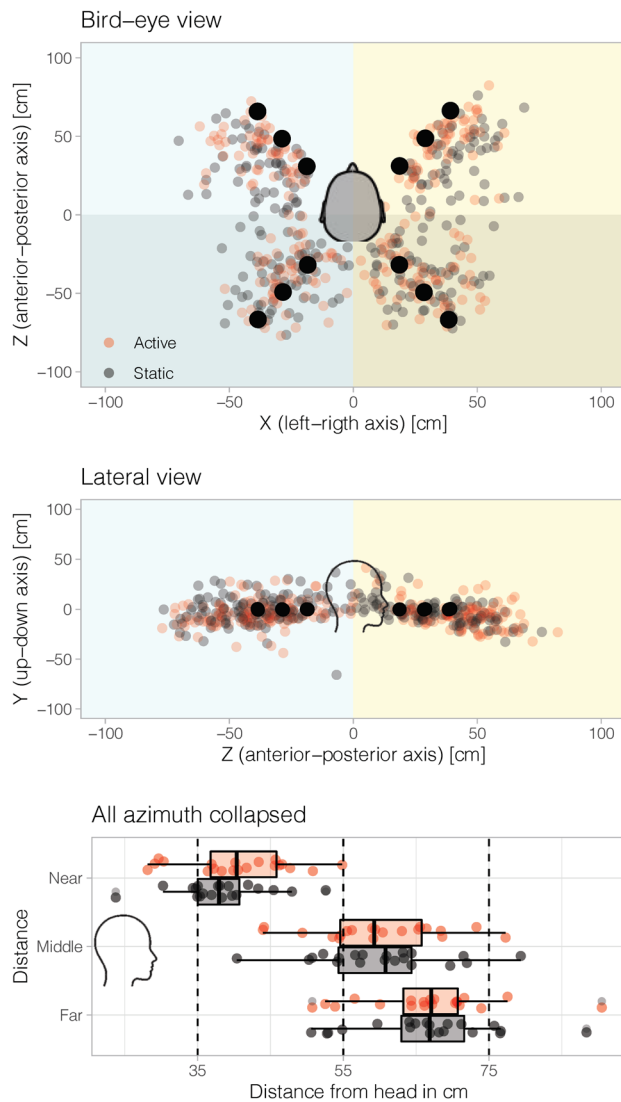 Bird–eye view
Z (anterior–posterior axis) [cm]
100
50
0
−50
−100
Active
Static
−100 −50 0 50 100
X (left–rigth axis) [cm]
Lateral view
Y (up–down axis) [cm]
100
50
0
−50
−100
−100 −50 0 50 100
Z (anterior–posterior axis) [cm]
All azimuth collapsed
Distance
Near
Middle
Far
35 55 75
Distance from head in cm